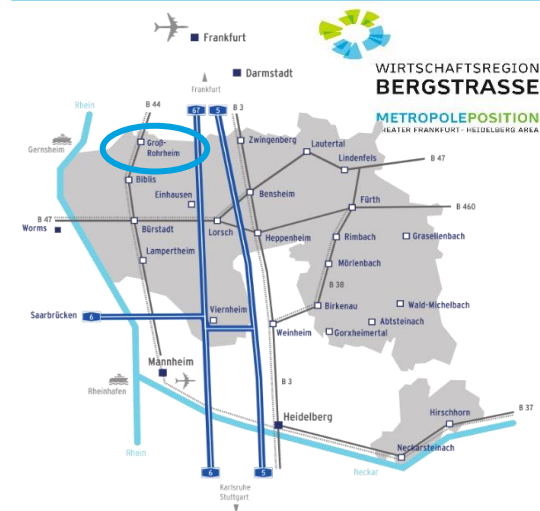 Frankfurt
Darmstadt
Frankfurt
WIRTSCHAFTSREGION
BERGSTRASSE
METROPOLEPOSITION
REATER FRANKFURT- HEIDELBERG AREA
Rhein
B 44
67
5
B 3
Gernsheim
Groß-
Rohrheim
Zwingenberg
Lautertal
Lindenfels
B 47
Biblis
Einhausen
Bensheim
Fürth
B 460
B 47
Worms
Bürstadt
Lorsch
Heppenheim
Rimbach
Grasellenbach
Lampertheim
Mörlenbach
B 38
Saarbrücken
6
Viernheim
Birkenau
Wald-Michelbach
Abtsteinach
Weinheim
Gorxheimertal
Mannheim
Rheinhafen
B 3
Heidelberg
Hirschhorn
B 37
Rhein
Neckarsteinach
Neckar
6
5
Karlsruhe
Stuttgart